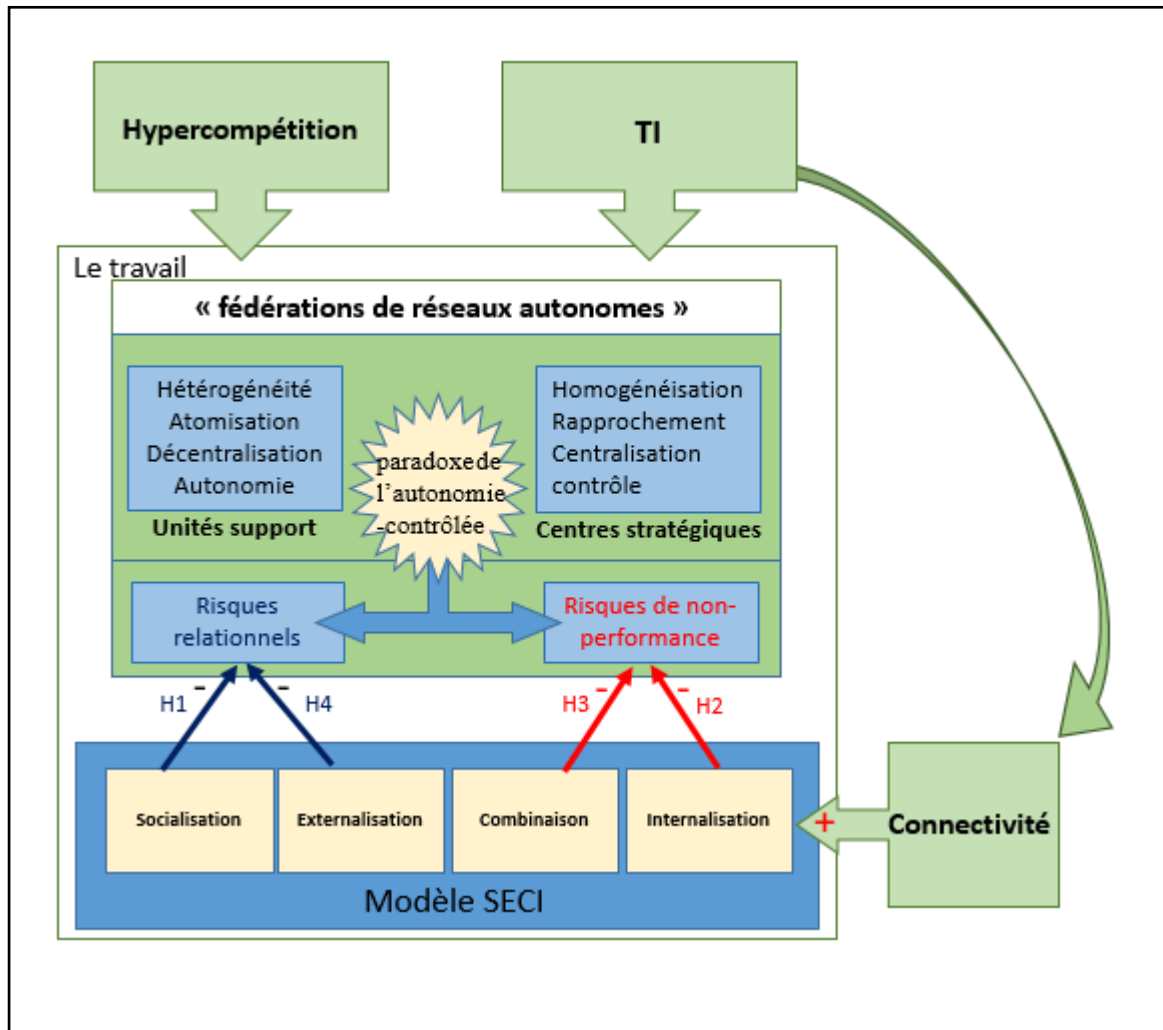 Hypercompétition
TI
Le travail
« fédérations de réseaux autonomes »
Hétérogénéité
Atomisation
Décentralisation
Autonomie
Unités support
paradoxe de
l'autonomie
-contrôlée
Homogénéisation
Rapprochement
Centralisation
contrôle
Centres stratégiques
Risques
relationnels
Risques de non-
performance
H1
-
-
H4
H3
-
-
H2
Socialisation
Externalisation
Combinaison
Internalisation
+
Connectivité
Modèle SECI